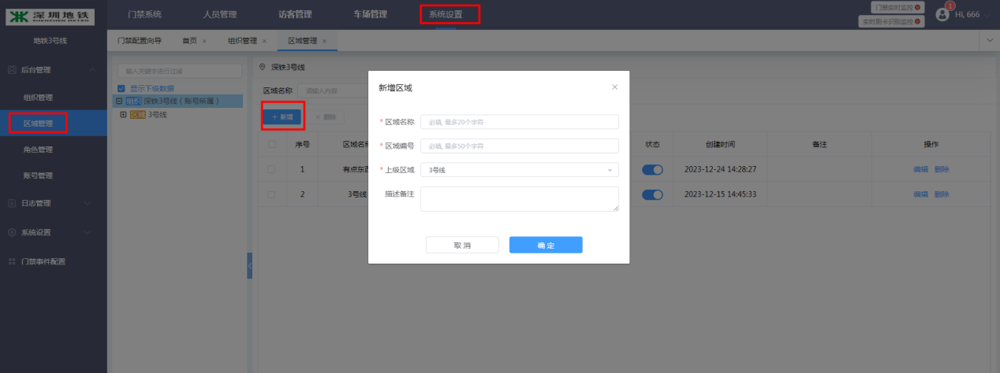 深圳地铁
SHENZHEN METRO
门禁系统
人员管理
访客管理
车场管理
系统设置
门禁实时监控
实时刷卡识别监控
1
Hi, 666
地铁3号线
后台管理
组织管理
区域管理
角色管理
账号管理
日志管理
系统设置
门禁事件配置
门禁配置向导
首页 ×
组织管理 ×
区域管理 ×
输入关键字进行过滤
显示下级数据
组织 深铁3号线（账号所属）
区域 3号线
深铁3号线
区域名称 请输入内容
+ 新增 × 删除
序号 区域名称 状态 创建时间 备注 操作
1 有点东西 2023-12-24 14:28:27 编辑 删除
2 3号线 2023-12-15 14:45:33 编辑 删除
新增区域 ×
* 区域名称 必填, 最多20个字符
* 区域编号 必填, 最多50个字符
* 上级区域 3号线
描述备注
取 消 确 定